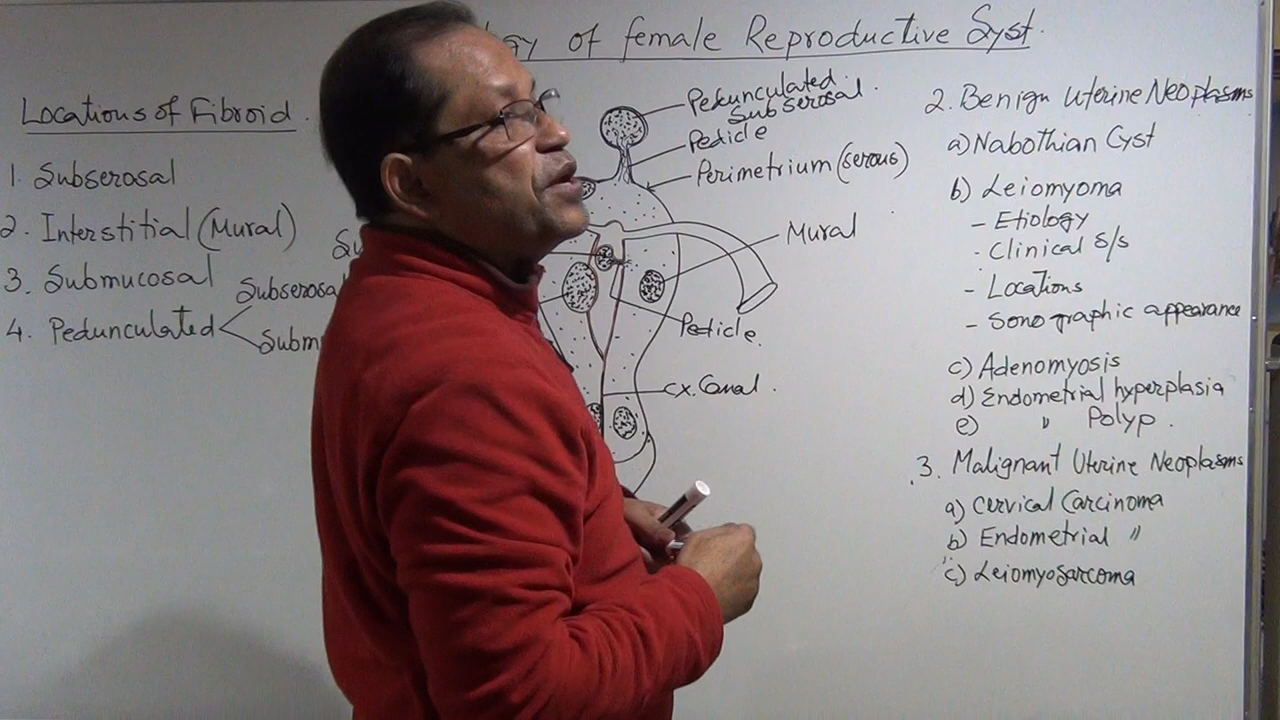 of female Reproductive Syst.
Locations of Fibroid.
1. Subserosal
2. Interstitial (Mural)
3. Submucosal
4. Pedunculated
Subserosal
Subm
Pedunculated
Subserosal.
Pedicle
Perimetrium (serous)
Mural
Pedicle.
Cx. Canal.
2. Benign Uterine Neoplasms
a) Nabothian Cyst
b) Leiomyoma
- Etiology
- Clinical s/s
- Locations
- Sonographic appearance
c) Adenomyosis
d) Endometrial hyperplasia
e) " Polyp.
3. Malignant Uterine Neoplasms
a) Cervical Carcinoma
b) Endometrial "
c) Leiomyosarcoma